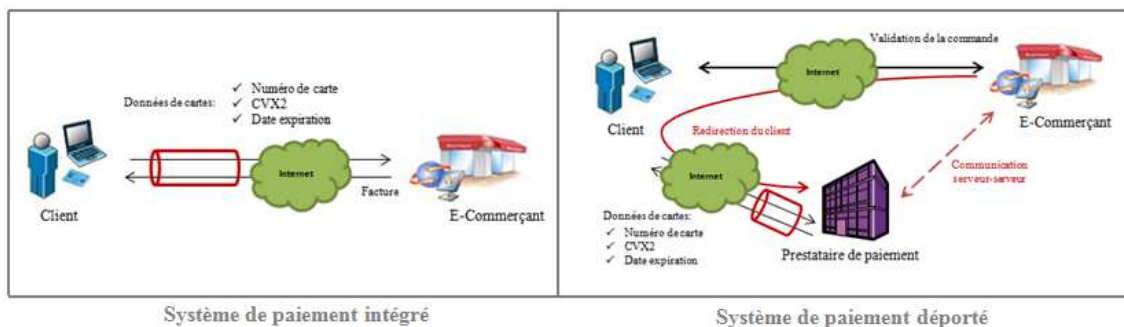 Données de cartes:
✓ Numéro de carte
✓ CVX2
✓ Date expiration
Internet
Facture
Client
E-Commerçant
Système de paiement intégré
Validation de la commande
Internet
Client
E-Commerçant
Redirection du client
Communication
serveur-serveur
Internet
Données de cartes:
✓ Numéro de carte
✓ CVX2
✓ Date expiration
Prestataire de paiement
Système de paiement déporté